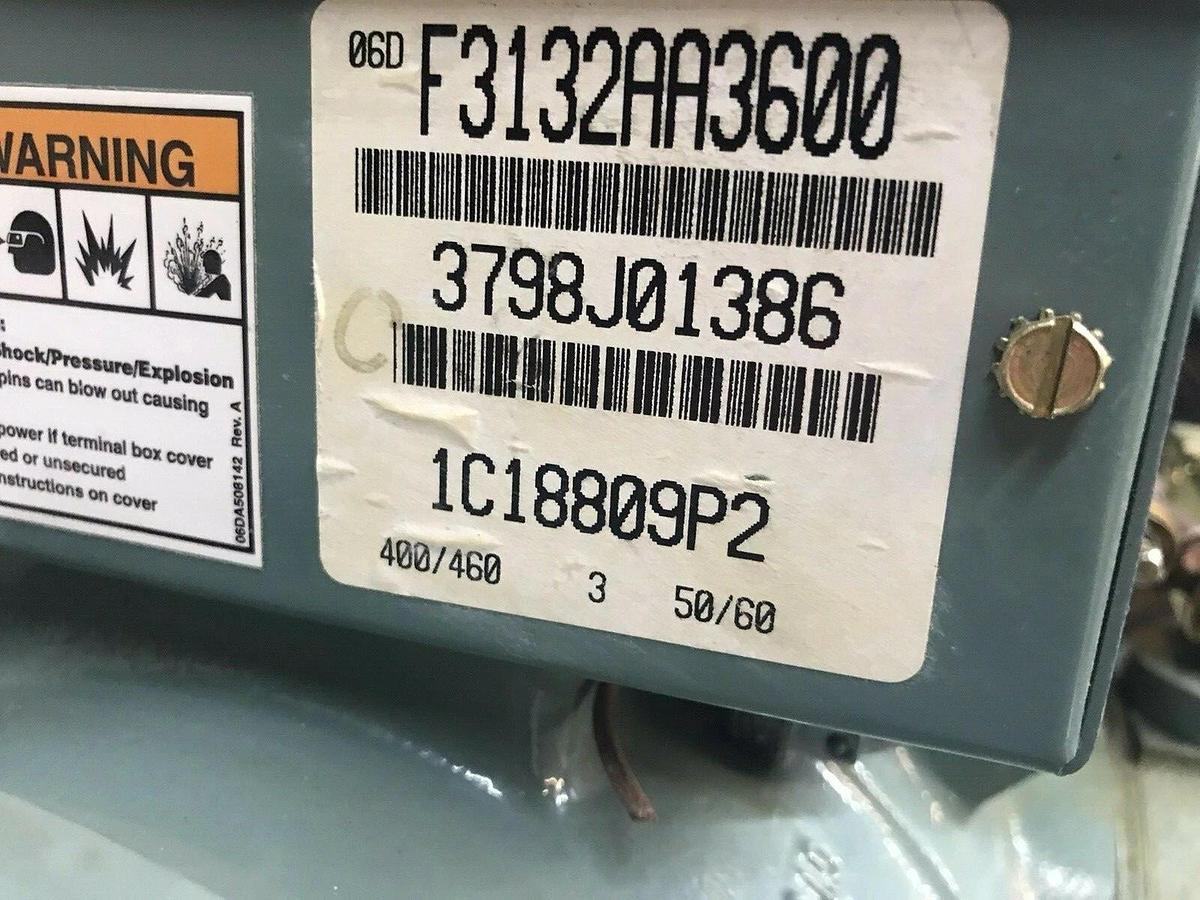 WARNING
hock/Pressure/Explosion
pins can blow out causing
power if terminal box cover
ed or unsecured
nstructions on cover
06DA508142 Rev. A
06D F3132AA3600
3798J01386
C
1C18809P2
400/460 3 50/60